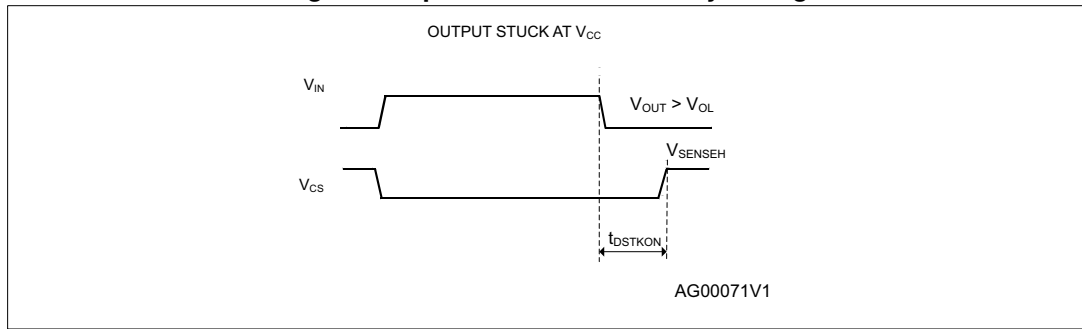 OUTPUT STUCK AT VCC
VIN
VOUT > VOL
VSENSEH
VCS
tDSTKON
AG00071V1